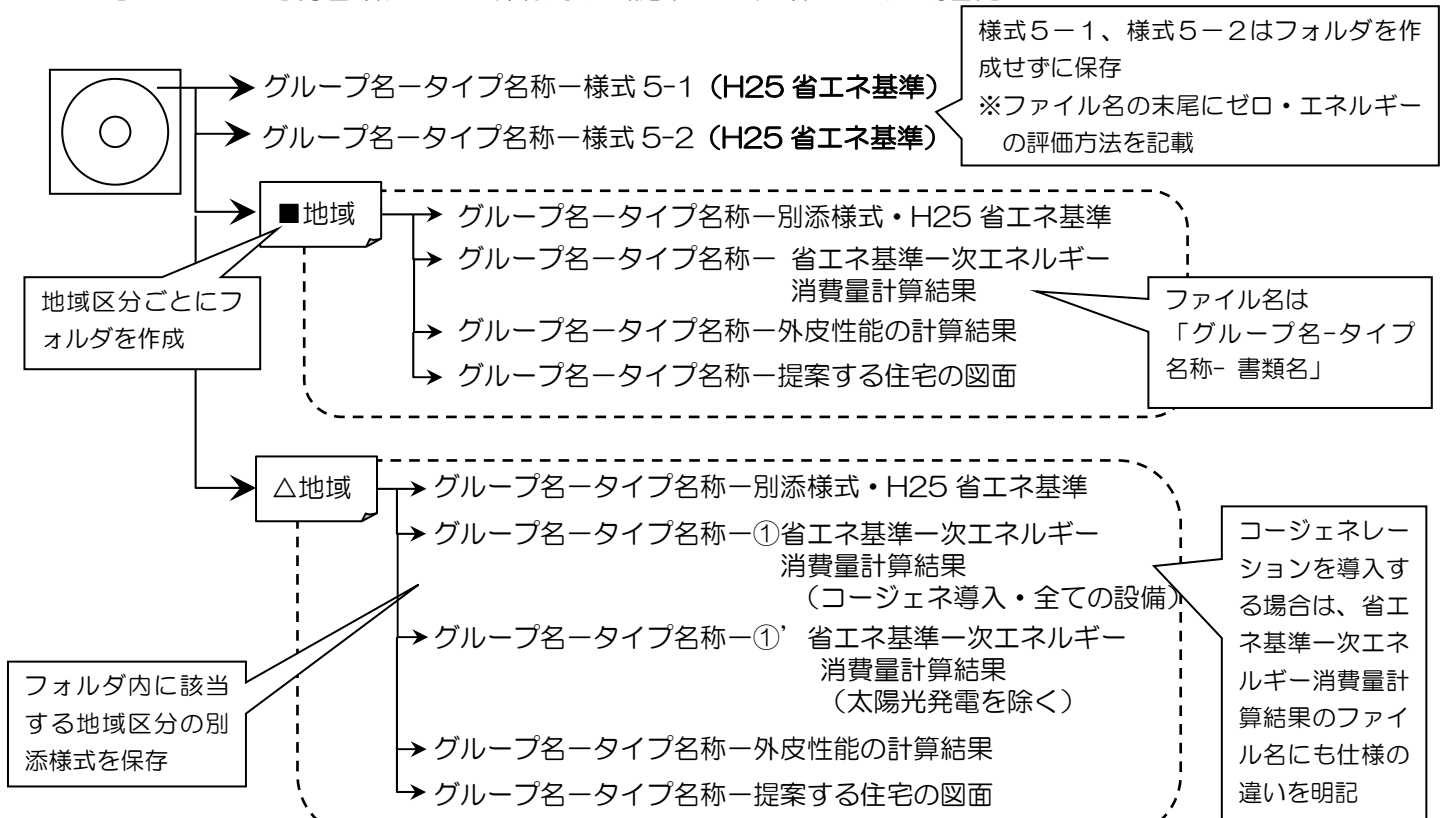 様式５－１、様式５－２はフォルダを作
成せずに保存
※ファイル名の末尾にゼロ・エネルギー
の評価方法を記載
グループ名－タイプ名称－様式 5-1（H25 省エネ基準）
グループ名－タイプ名称－様式 5-2（H25 省エネ基準）
■地域
グループ名－タイプ名称－別添様式・H25 省エネ基準
グループ名－タイプ名称－ 省エネ基準一次エネルギー
消費量計算結果
グループ名－タイプ名称－外皮性能の計算結果
グループ名－タイプ名称－提案する住宅の図面
地域区分ごとにフ
ォルダを作成
ファイル名は
「グループ名-タイプ
名称- 書類名」
△地域
グループ名－タイプ名称－別添様式・H25 省エネ基準
グループ名－タイプ名称－①省エネ基準一次エネルギー
消費量計算結果
（コージェネ導入・全ての設備）
グループ名－タイプ名称－①’省エネ基準一次エネルギー
消費量計算結果
（太陽光発電を除く）
グループ名－タイプ名称－外皮性能の計算結果
グループ名－タイプ名称－提案する住宅の図面
フォルダ内に該当
する地域区分の別
添様式を保存
コージェネレー
ションを導入す
る場合は、省エ
ネ基準一次エネ
ルギー消費量計
算結果のファイ
ル名にも仕様の
違いを明記